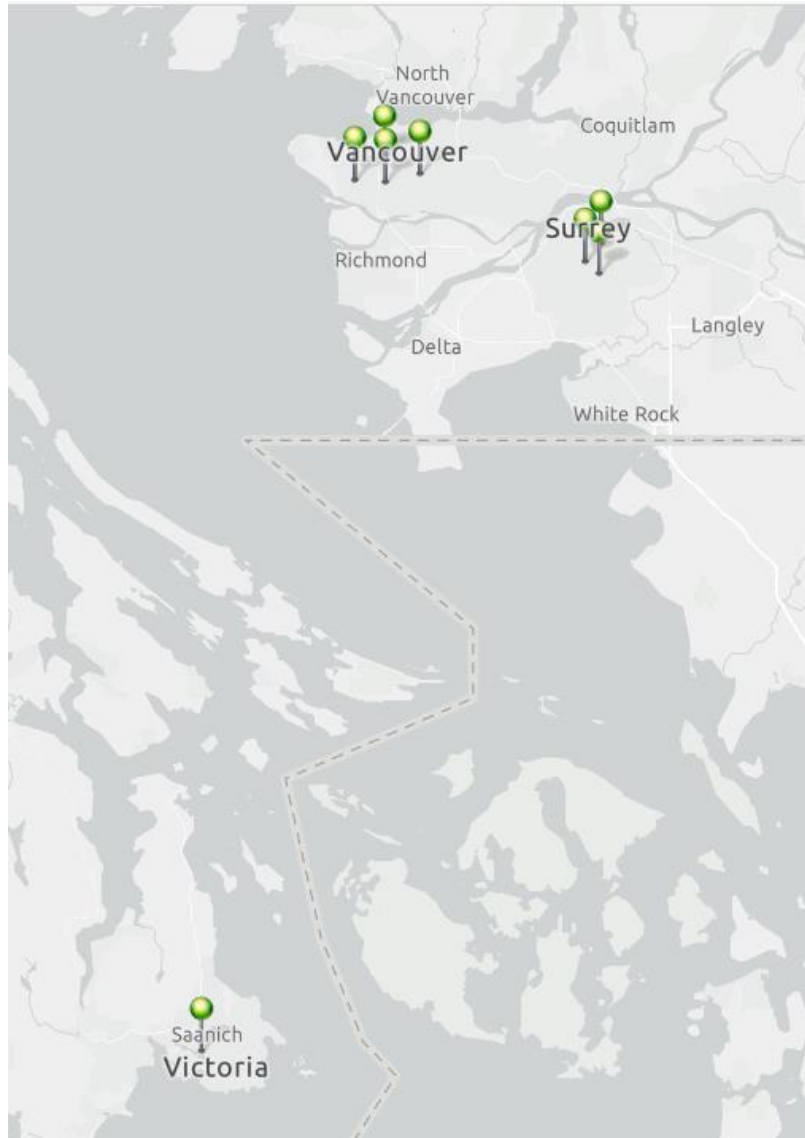 North
Vancouver
Coquitlam
Vancouver
Surrey
Richmond
Langley
Delta
White Rock
Saanich
Victoria